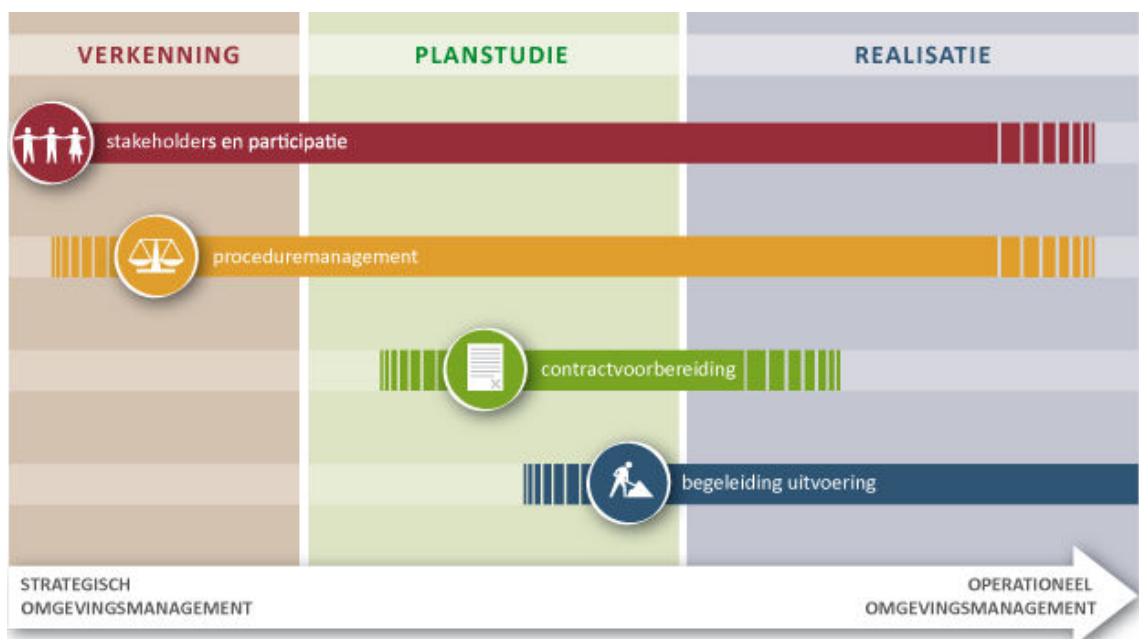 VERKENNING
PLANSTUDIE
REALISATIE
stakeholders en participatie
proceduremanagement
contractvoorbereiding
begeleiding uitvoering
STRATEGISCH
OMGEVINGSMANAGEMENT
OPERATIONEEL
OMGEVINGSMANAGEMENT